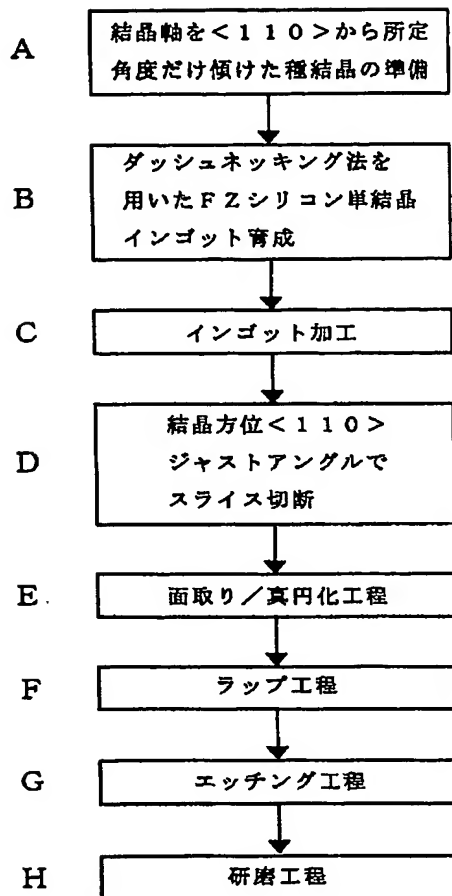 A
結晶軸を<１１０>から所定
角度だけ傾けた種結晶の準備
B
ダッシュネッキング法を
用いたＦＺシリコン単結晶
インゴット育成
C
インゴット加工
D
結晶方位<１１０>
ジャストアングルで
スライス切断
E
面取り／真円化工程
F
ラップ工程
G
エッチング工程
H
研磨工程